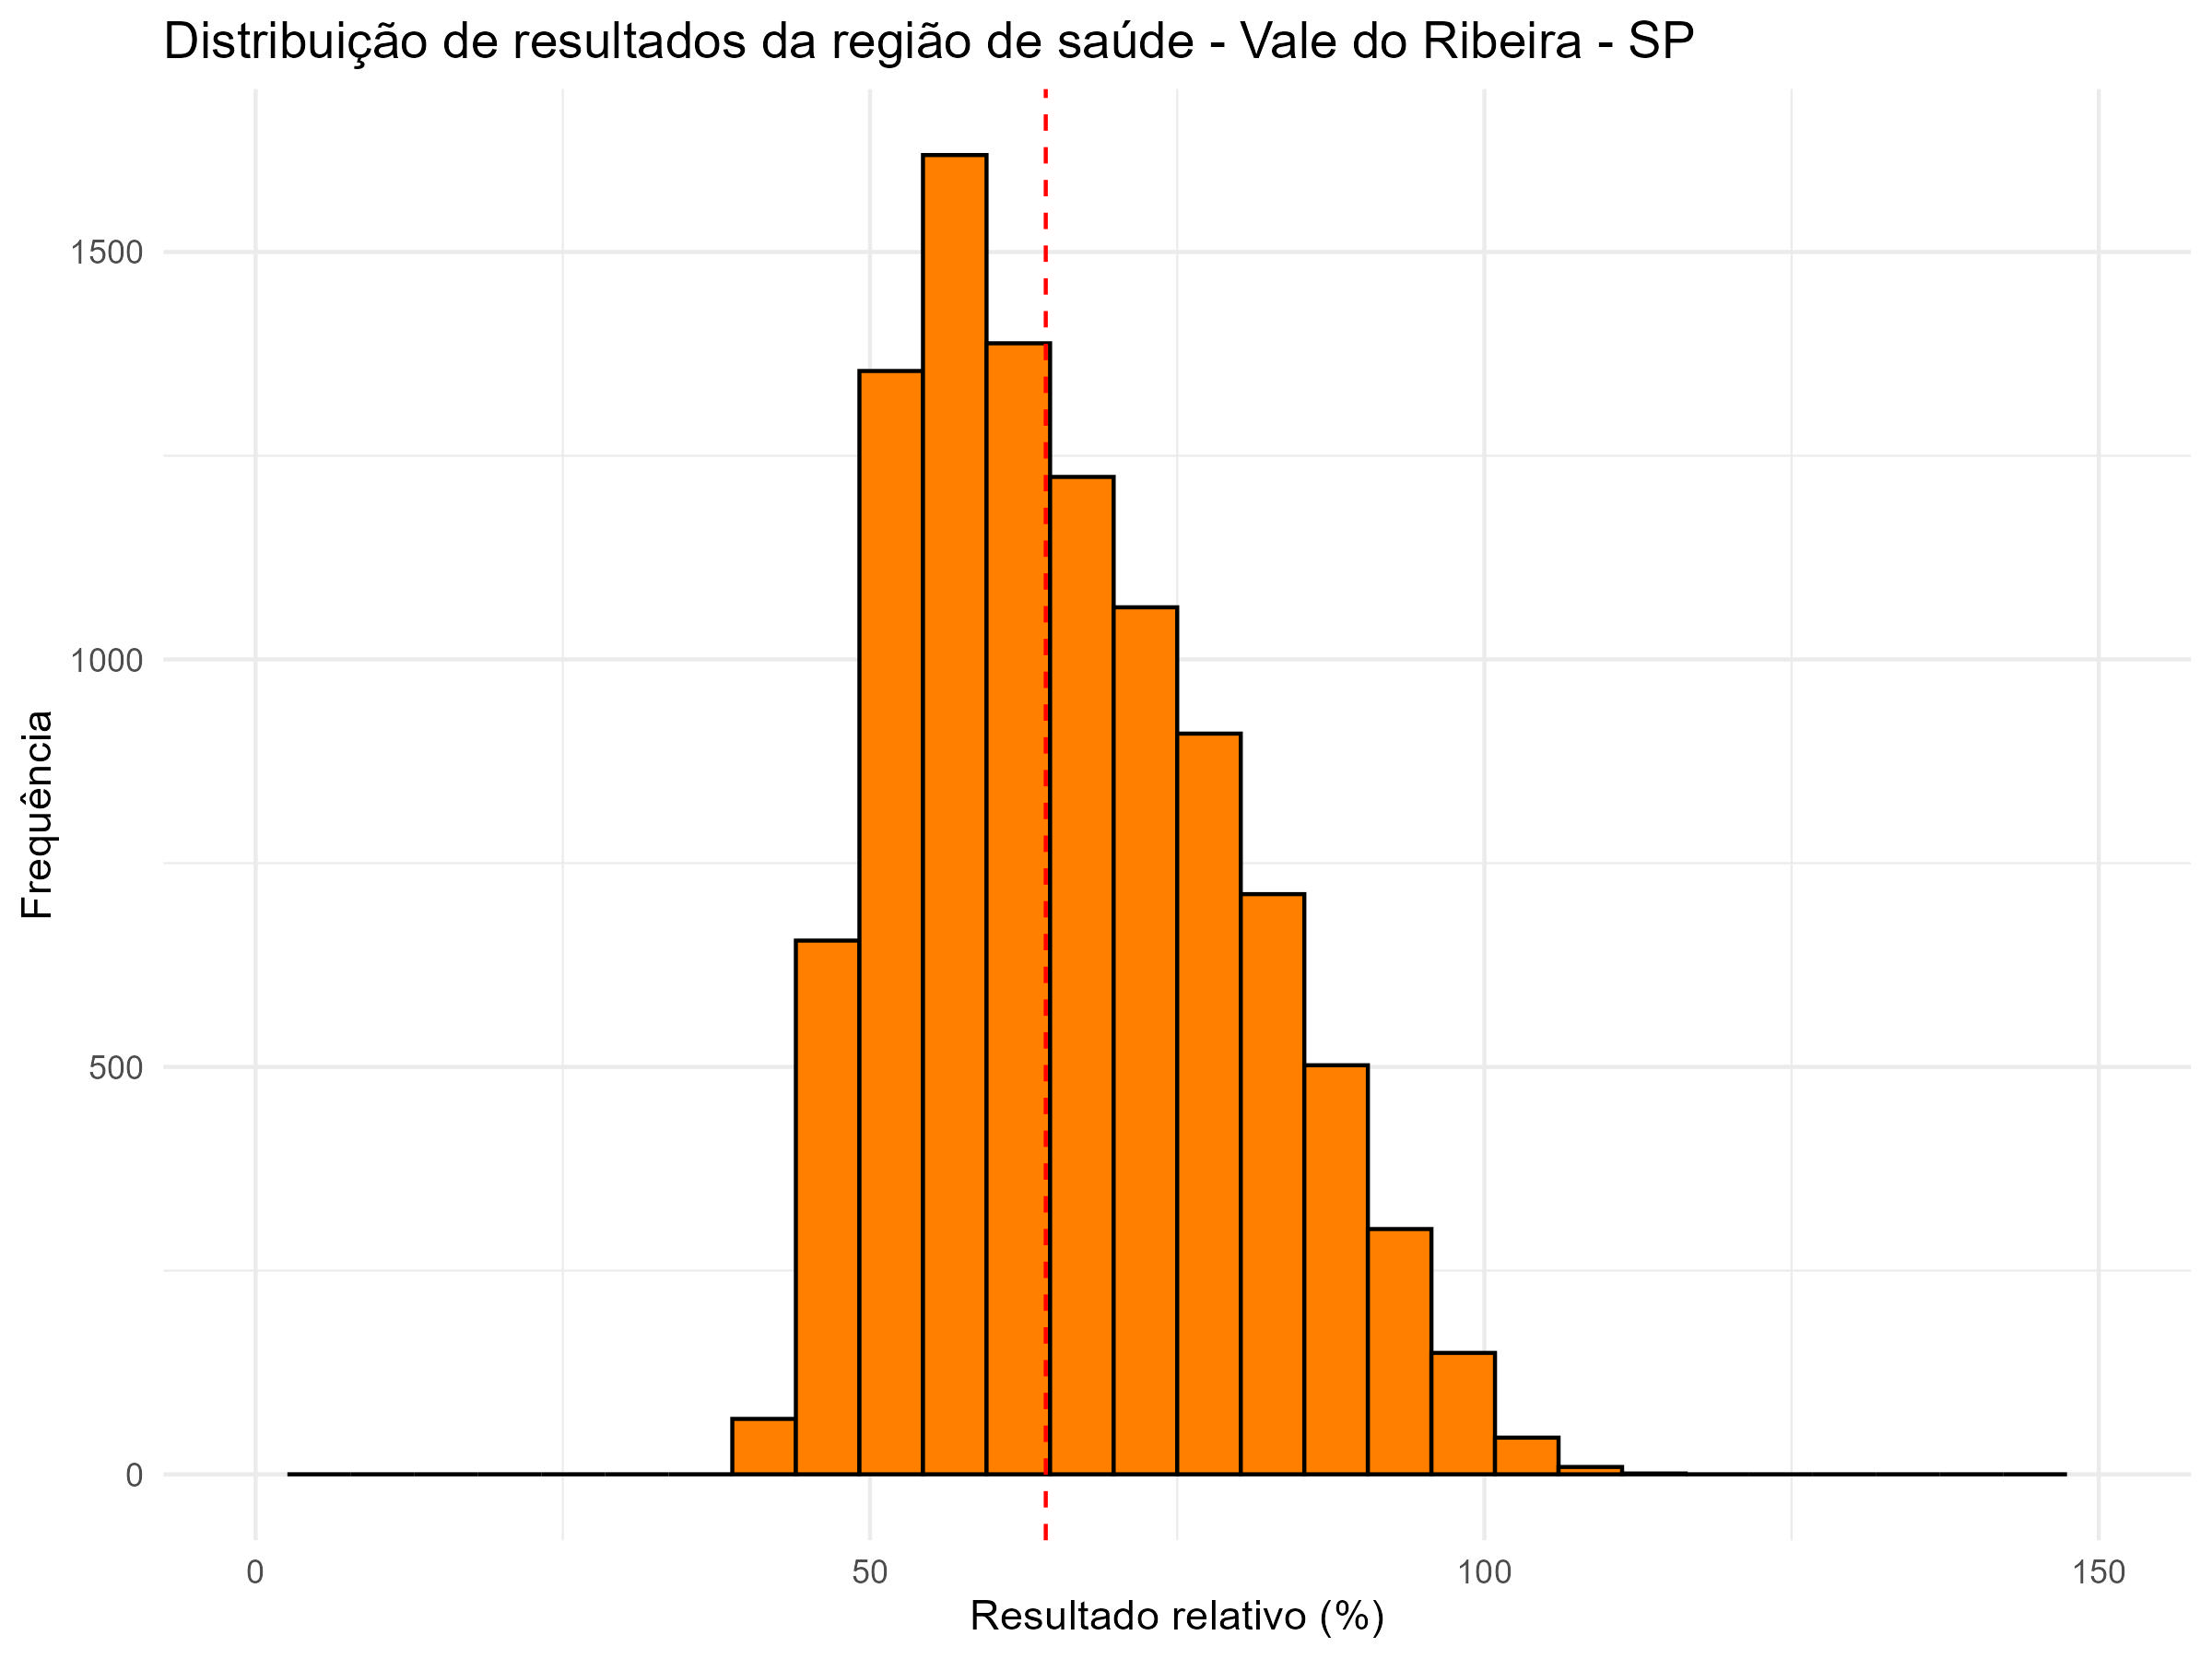 Distribuição de resultados da região de saúde - Vale do Ribeira - SP
Frequência
1500
1000
500
0
0 50 100 150
Resultado relativo (%)